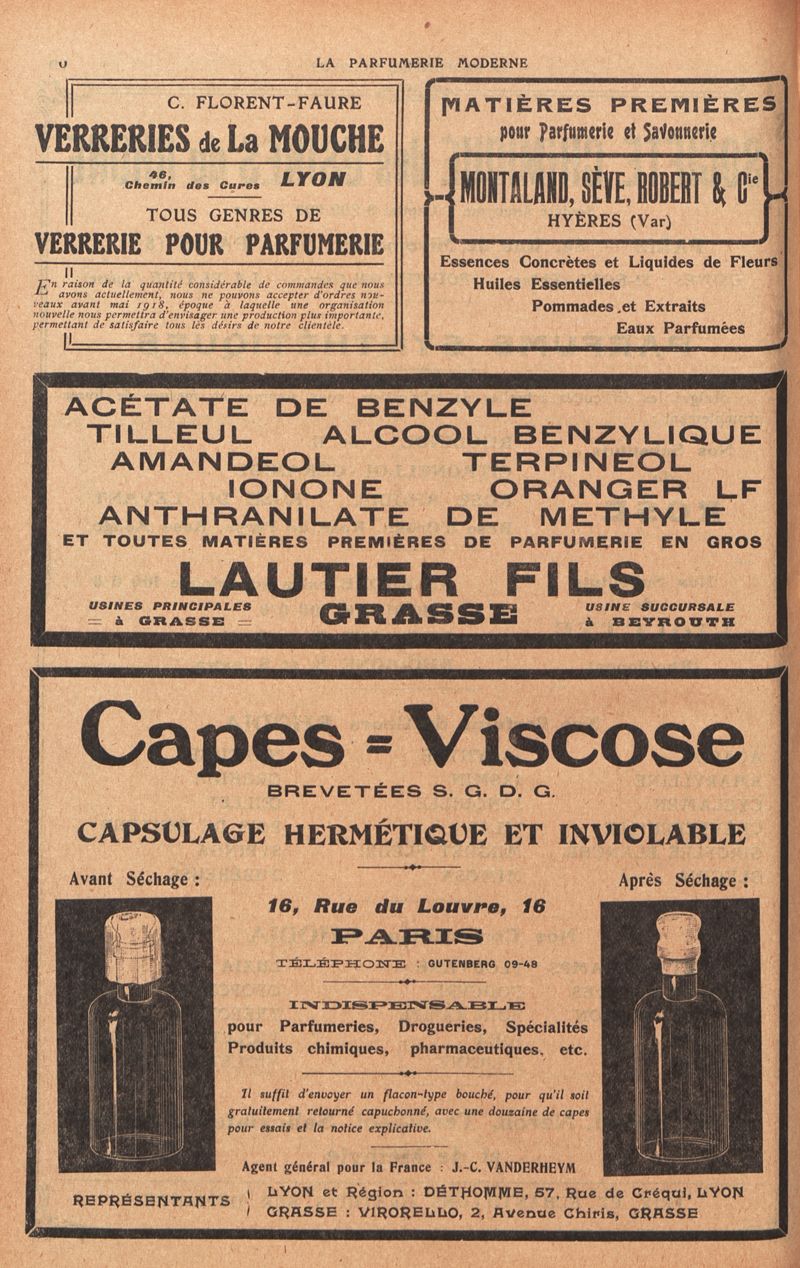 LA PARFUMERIE MODERNE
C. FLORENT-FAURE
VERRERIES de La MOUCHE
46,
Chemin des Cures LYON
TOUS GENRES DE
VERRERIE POUR PARFUMERIE
En raison de la quantité considérable de commandes que nous
avons actuellement, nous ne pouvons accepter d'ordres nou-
veaux avant mai 1918, époque à laquelle une organisation
nouvelle nous permettra d'envisager une production plus importante,
permettant de satisfaire tous lés désirs de notre clientéle.
MATIÈRES PREMIÈRES
pour Parfumerie et Savonnerie
MONTALAND, SÈVE, ROBERT & Cie
HYÈRES (Var)
Essences Concrètes et Liquides de Fleurs
Huiles Essentielles
Pommades et Extraits
Eaux Parfumées
ACÉTATE DE BENZYLE
TILLEUL ALCOOL BENZYLIQUE
AMANDEOL TERPINEOL
IONONE ORANGER LF
ANTHRANILATE DE METHYLE
ET TOUTES MATIÈRES PREMIÈRES DE PARFUMERIE EN GROS
LAUTIER FILS
USINES PRINCIPALES
= à GRASSE =
GRASSE
USINE SUCCURSALE
à BEYROUTH
Capes = Viscose
BREVETÉES S. G. D. G.
CAPSULAGE HERMÉTIQUE ET INVIOLABLE
Avant Séchage :
Après Séchage :
16, Rue du Louvre, 16
PARIS
TÉLÉPHONE : GUTENBERG 09-48
INDISPENSABLE
pour Parfumeries, Drogueries, Spécialités
Produits chimiques, pharmaceutiques, etc.
Il suffit d'envoyer un flacon-type bouché, pour qu'il soit
gratuitement retourné capuchonné, avec une douzaine de capes
pour essais et la notice explicative.
Agent général pour la France : J.-C. VANDERHEYM
REPRÉSENTANTS
LYON et Région : DÉTHOMME, 57, Rue de Créqui, LYON
GRASSE : VIRORELLO, 2, Avenue Chiris, GRASSE